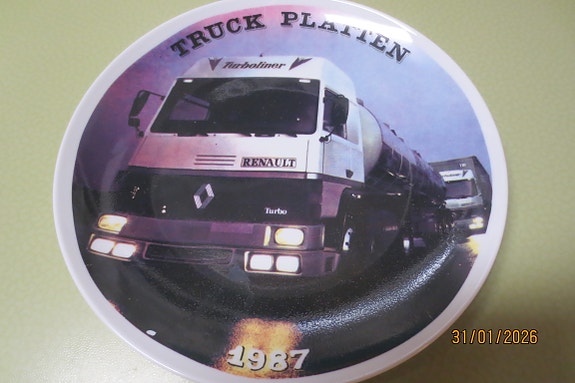 TRUCK PLATTEN
Turboliner
RENAULT
Turbo
1987
31/01/2026